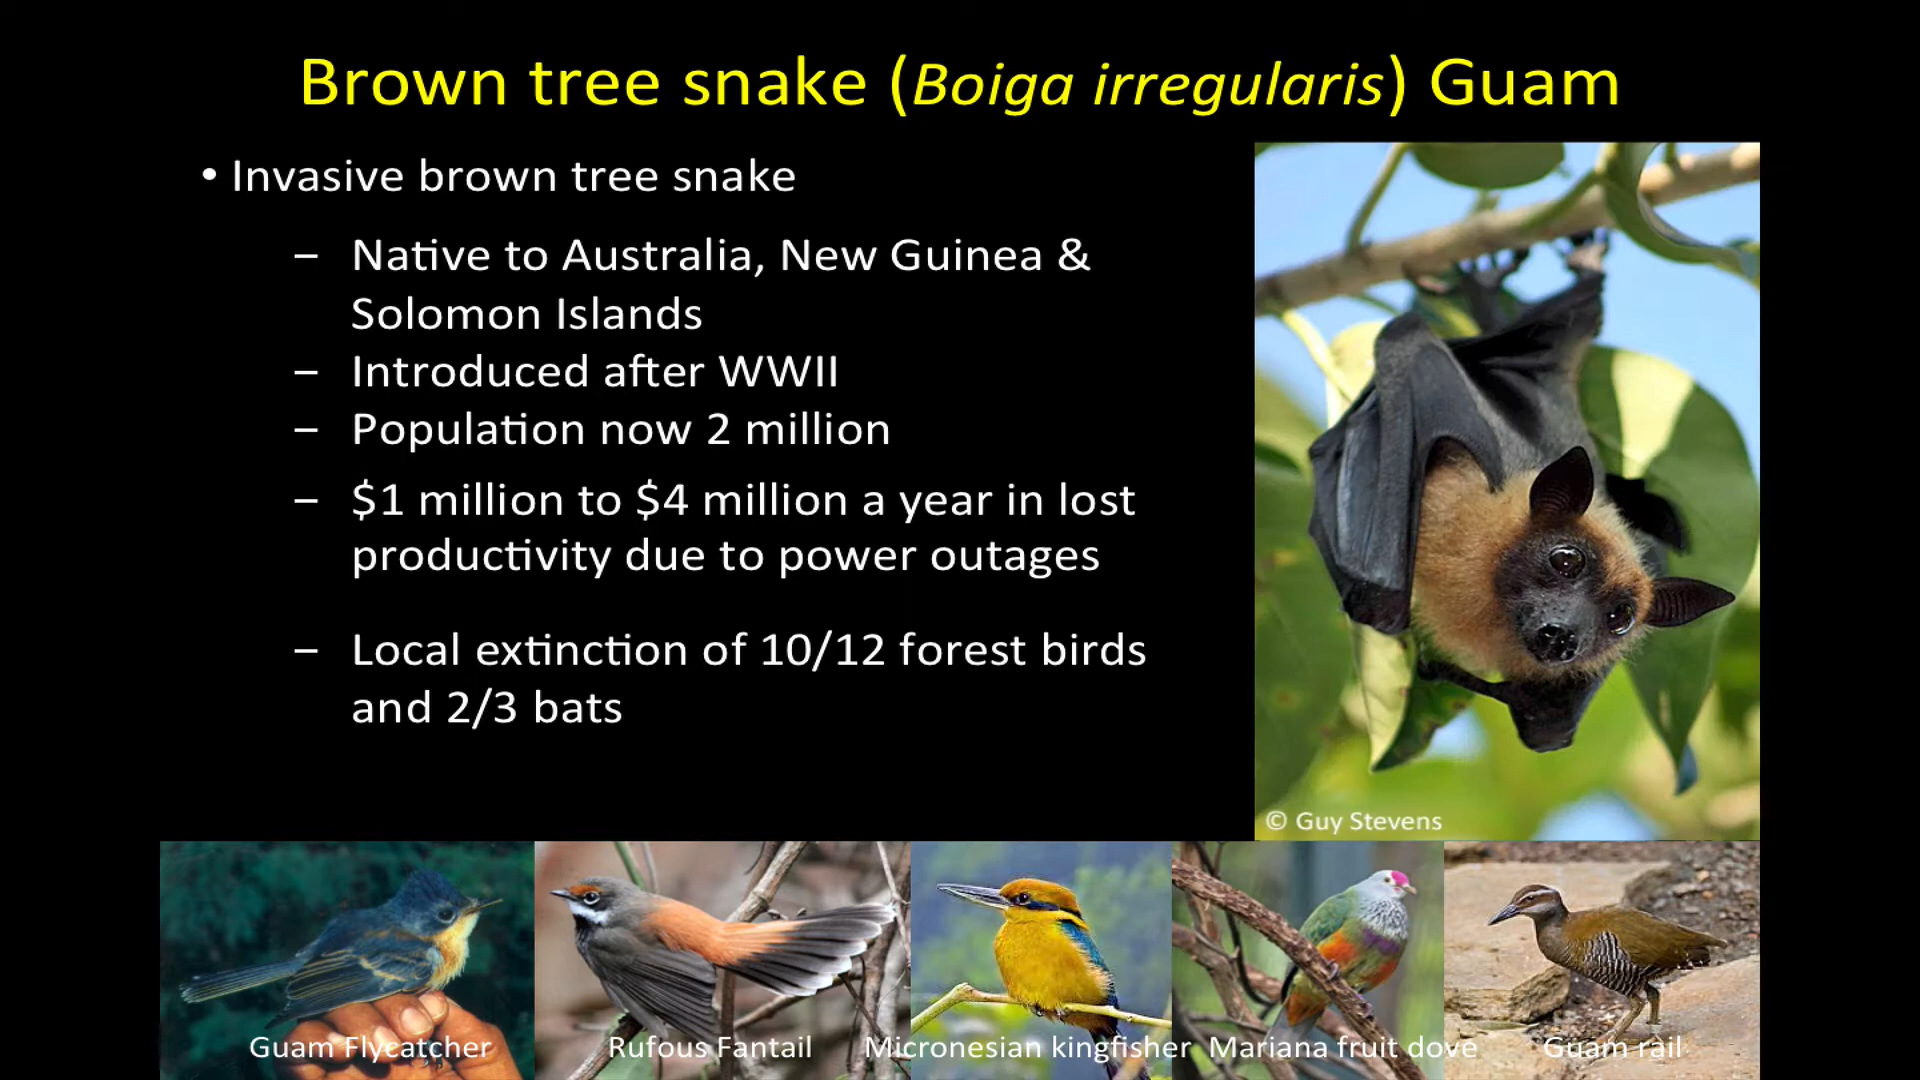 Brown tree snake (Boiga irregularis) Guam
• Invasive brown tree snake
– Native to Australia, New Guinea &
Solomon Islands
– Introduced after WWII
– Population now 2 million
– $1 million to $4 million a year in lost
productivity due to power outages
– Local extinction of 10/12 forest birds
and 2/3 bats
© Guy Stevens
Guam Flycatcher
Rufous Fantail
Micronesian kingfisher
Mariana fruit dove
Guam rail